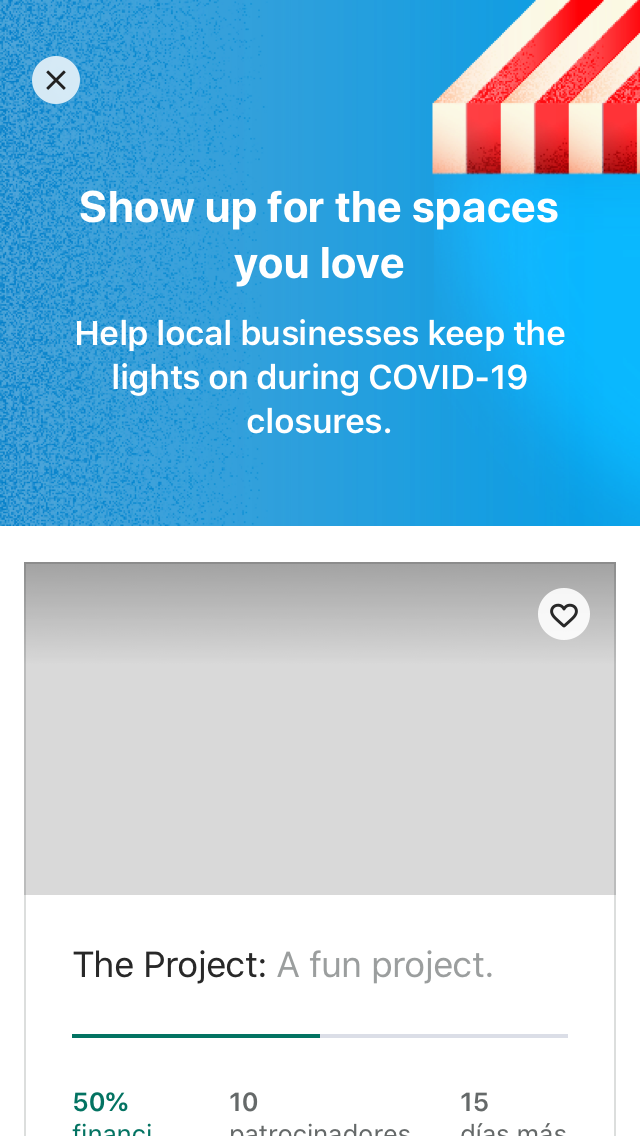 Show up for the spaces
you love
Help local businesses keep the
lights on during COVID-19
closures.
The Project: A fun project.
50% 10 15
financi patrocinadores días más